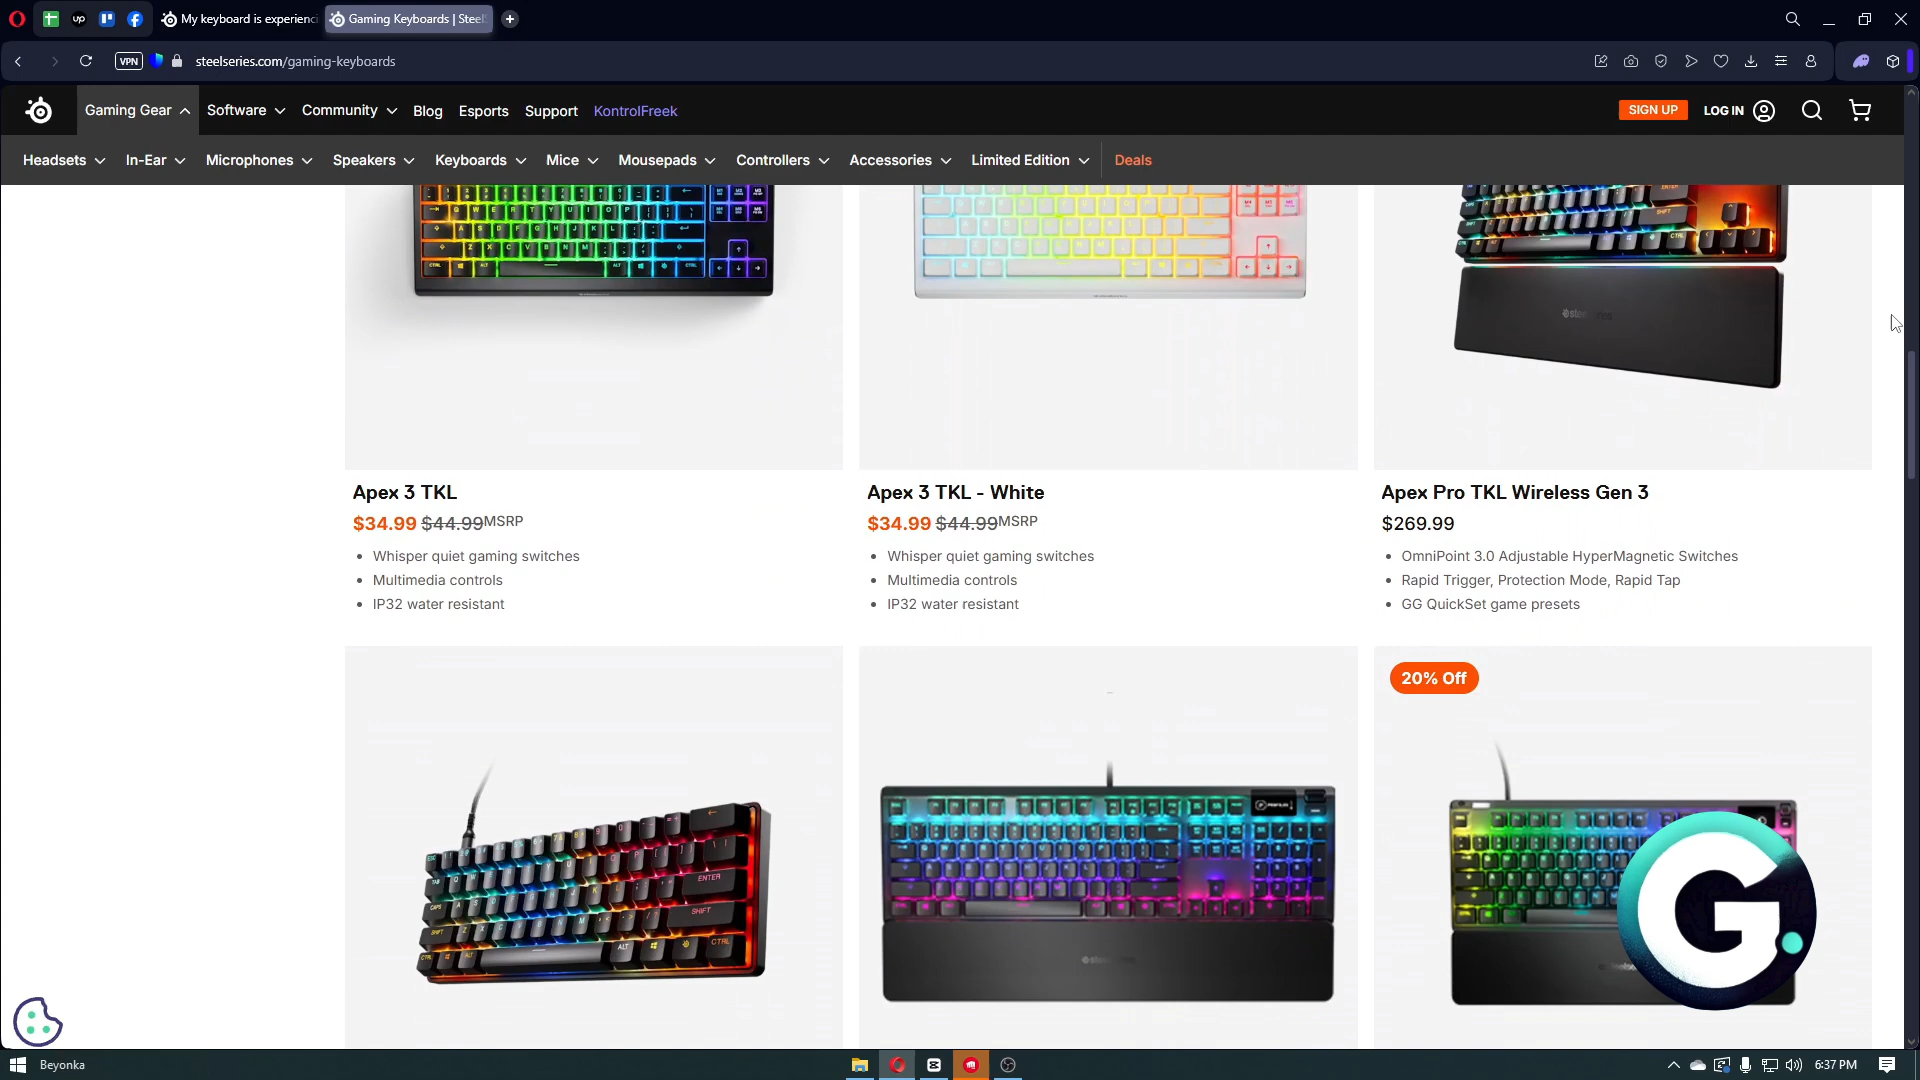 My keyboard is experienc
Gaming Keyboards | Steel
VPN
steelseries.com/gaming-keyboards
Gaming Gear
Software
Community
Blog
Esports
Support
KontrolFreek
SIGN UP
LOG IN
Headsets
In-Ear
Microphones
Speakers
Keyboards
Mice
Mousepads
Controllers
Accessories
Limited Edition
Deals
Apex 3 TKL
$34.99 $44.99MSRP
Whisper quiet gaming switches
Multimedia controls
IP32 water resistant
Apex 3 TKL - White
$34.99 $44.99MSRP
Whisper quiet gaming switches
Multimedia controls
IP32 water resistant
Apex Pro TKL Wireless Gen 3
$269.99
OmniPoint 3.0 Adjustable HyperMagnetic Switches
Rapid Trigger, Protection Mode, Rapid Tap
GG QuickSet game presets
20% Off
ENTER
SHIFT
ALT
CTRL
G
Beyonka
6:37 PM